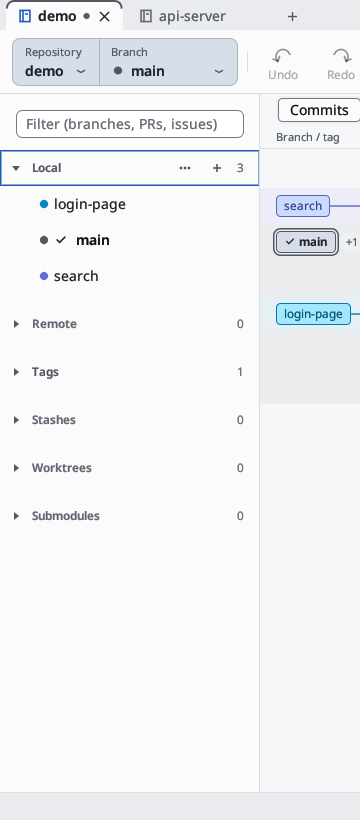 demo
api-server
Repository
demo
Branch
main
Undo
Redo
Commits
Filter (branches, PRs, issues)
Branch / tag
Local
3
login-page
main
search
Remote
0
Tags
1
Stashes
0
Worktrees
0
Submodules
0
search
main
+1
login-page